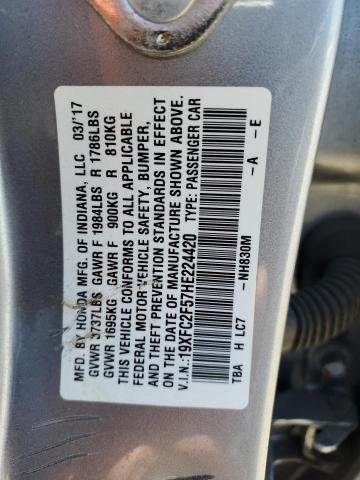 MFD. BY HONDA MFG. OF INDIANA, LLC 03/'17
GVWR 3737LBS GAWR F 1984LBS R 1786LBS
GVWR 1695KG GAWR F 900KG R 810KG
THIS VEHICLE CONFORMS TO ALL APPLICABLE
FEDERAL MOTOR VEHICLE SAFETY, BUMPER,
AND THEFT PREVENTION STANDARDS IN EFFECT
ON THE DATE OF MANUFACTURE SHOWN ABOVE.
V.I.N.:19XFC2F57HE224420 TYPE: PASSENGER CAR
TBA H LC7 -NH830M -A -E